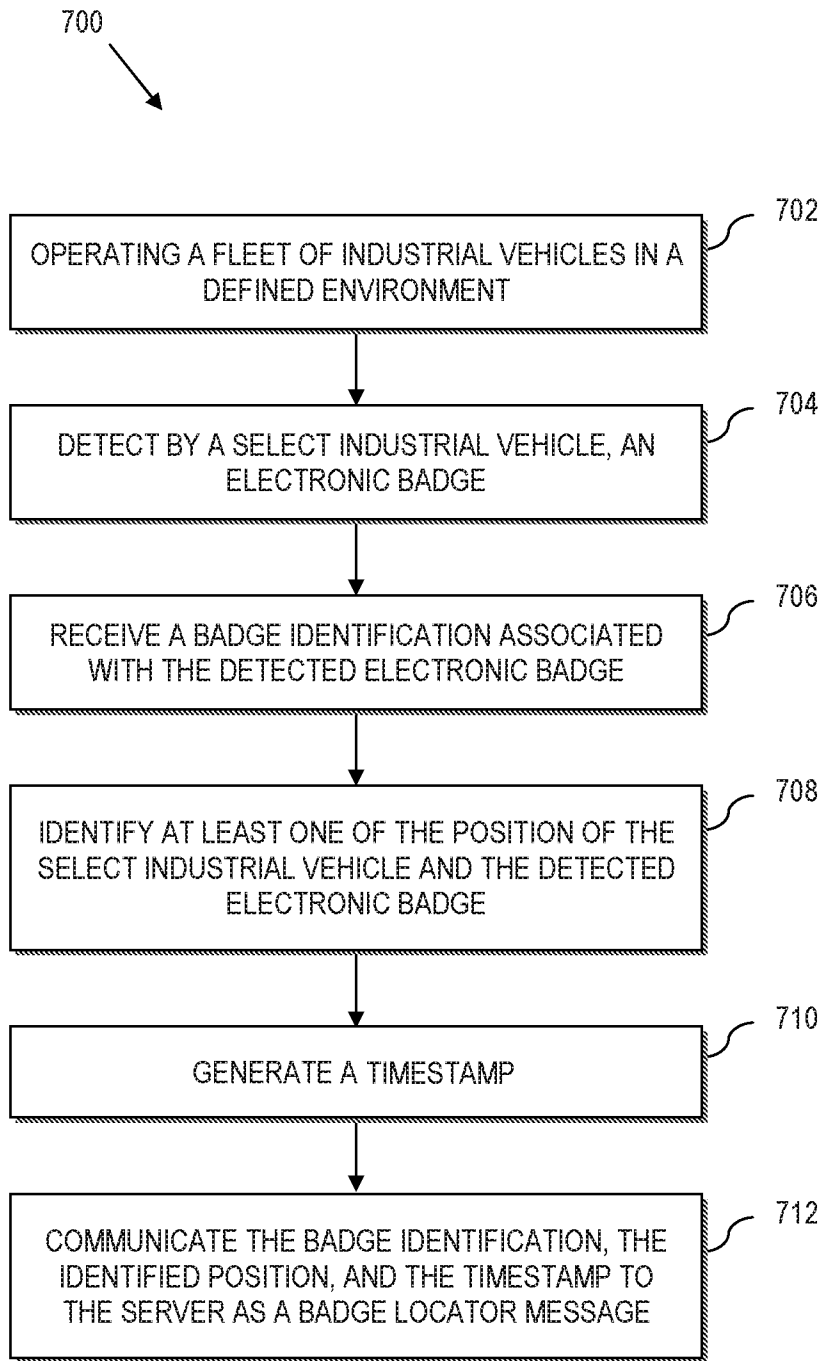 700
702
OPERATING A FLEET OF INDUSTRIAL VEHICLES IN A
DEFINED ENVIRONMENT
704
DETECT BY A SELECT INDUSTRIAL VEHICLE, AN
ELECTRONIC BADGE
706
RECEIVE A BADGE IDENTIFICATION ASSOCIATED
WITH THE DETECTED ELECTRONIC BADGE
708
IDENTIFY AT LEAST ONE OF THE POSITION OF THE
SELECT INDUSTRIAL VEHICLE AND THE DETECTED
ELECTRONIC BADGE
710
GENERATE A TIMESTAMP
712
COMMUNICATE THE BADGE IDENTIFICATION, THE
IDENTIFIED POSITION, AND THE TIMESTAMP TO
THE SERVER AS A BADGE LOCATOR MESSAGE